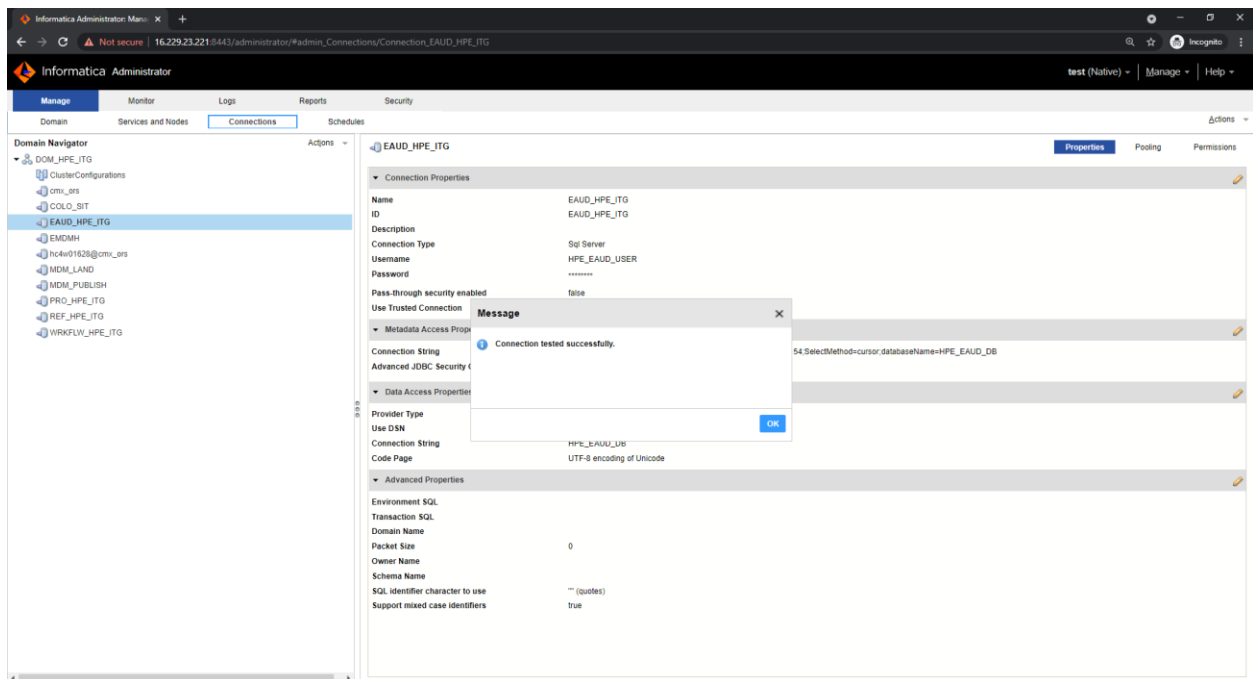 Informatica Administrator: Mana
Incognito
Not secure | 16.229.23.221:8443/administrator/#admin_Connections/Connection_EAUD_HPE_ITG
Informatica Administrator
test (Native) Manage Help
Manage Monitor Logs Reports Security
Domain Services and Nodes Connections Schedules
Actions
Domain Navigator Actions
DOM_HPE_ITG
ClusterConfigurations
cmx_ors
COLO_SIT
EAUD_HPE_ITG
EMDMH
hc4w01628@cmx_ors
MDM_LAND
MDM_PUBLISH
PRO_HPE_ITG
REF_HPE_ITG
WRKFLW_HPE_ITG
EAUD_HPE_ITG
Properties Pooling Permissions
Connection Properties
Name EAUD_HPE_ITG
ID EAUD_HPE_ITG
Description
Connection Type Sql Server
Username HPE_EAUD_USER
Password ********
Pass-through security enabled false
Use Trusted Connection
Message
Connection tested successfully.
OK
Metadata Access Prope
Connection String 54;SelectMethod=cursor;databaseName=HPE_EAUD_DB
Advanced JDBC Security
Data Access Properties
Provider Type
Use DSN
Connection String HPE_EAUD_DB
Code Page UTF-8 encoding of Unicode
Advanced Properties
Environment SQL
Transaction SQL
Domain Name
Packet Size 0
Owner Name
Schema Name
SQL identifier character to use "" (quotes)
Support mixed case identifiers true